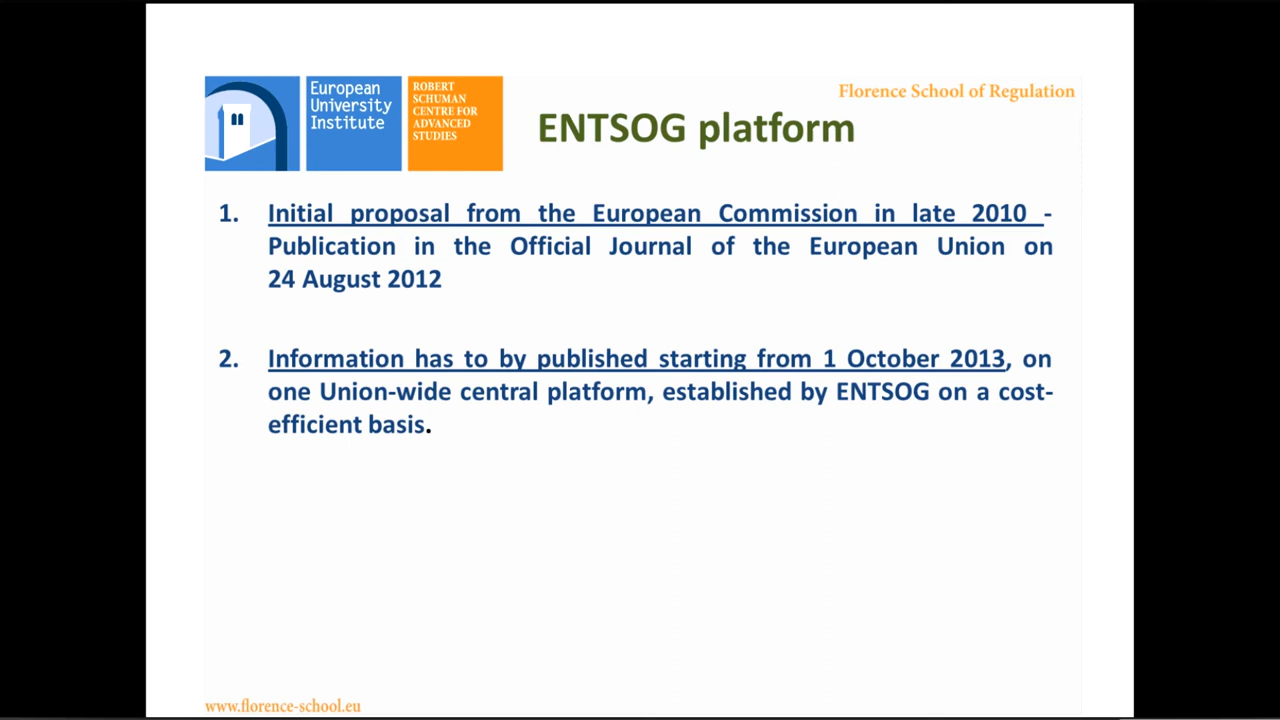 European
University
Institute
ROBERT
SCHUMAN
CENTRE FOR
ADVANCED
STUDIES
Florence School of Regulation
ENTSOG platform
1. Initial proposal from the European Commission in late 2010 -
Publication in the Official Journal of the European Union on
24 August 2012
2. Information has to by published starting from 1 October 2013, on
one Union-wide central platform, established by ENTSOG on a cost-
efficient basis.
www.florence-school.eu